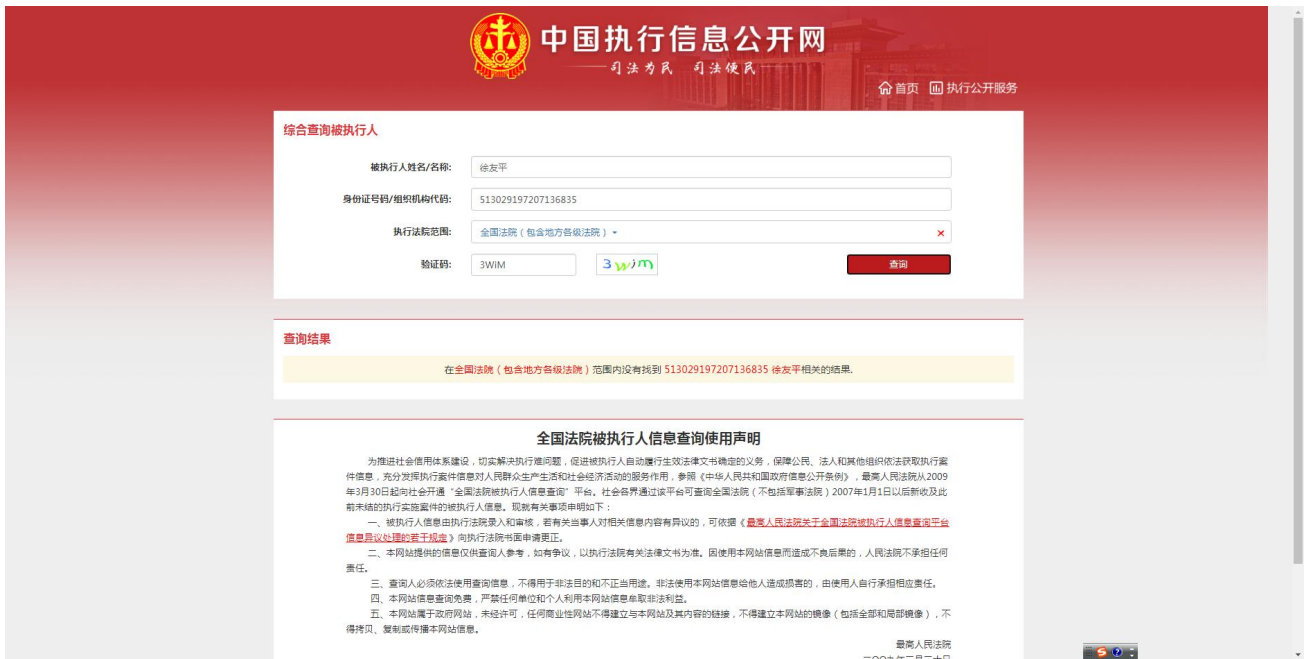 中国执行信息公开网
司法为民 司法便民
首页 执行公开服务
综合查询被执行人
被执行人姓名/名称: 徐友平
身份证号码/组织机构代码: 513029197207136835
执行法院范围: 全国法院（包含地方各级法院）
验证码: 3WiM 3wim 查询
查询结果
在全国法院（包含地方各级法院）范围内没有找到 513029197207136835 徐友平相关的结果.
全国法院被执行人信息查询使用声明
为推进社会信用体系建设，切实解决执行难问题，促进被执行人自动履行生效法律文书确定的义务，保障公民、法人和其他组织依法获取执行案
件信息，充分发挥执行案件信息对人民群众生产生活和社会经济活动的服务作用，参照《中华人民共和国政府信息公开条例》，最高人民法院从2009
年3月30日起向社会开通“全国法院被执行人信息查询”平台。社会各界通过该平台可查询全国法院（不包括军事法院）2007年1月1日以后新收及此
前未结的执行实施案件的被执行人信息。现就有关事项申明如下：
一、被执行人信息由执行法院录入和审核，若有关当事人对相关信息内容有异议的，可依据《最高人民法院关于全国法院被执行人信息查询平台
信息异议处理的若干规定》向执行法院书面申请更正。
二、本网站提供的信息仅供查询人参考，如有争议，以执行法院有关法律文书为准。因使用本网站信息而造成不良后果的，人民法院不承担任何
责任。
三、查询人必须依法使用查询信息，不得用于非法目的和不正当用途。非法使用本网站信息给他人造成损害的，由使用人自行承担相应责任。
四、本网站信息查询免费，严禁任何单位和个人利用本网站信息牟取非法利益。
五、本网站属于政府网站，未经许可，任何商业性网站不得建立与本网站及其内容的链接，不得建立本网站的镜像（包括全部和局部镜像），不
得拷贝、复制或传播本网站信息。
最高人民法院
二〇〇九年三月三十日